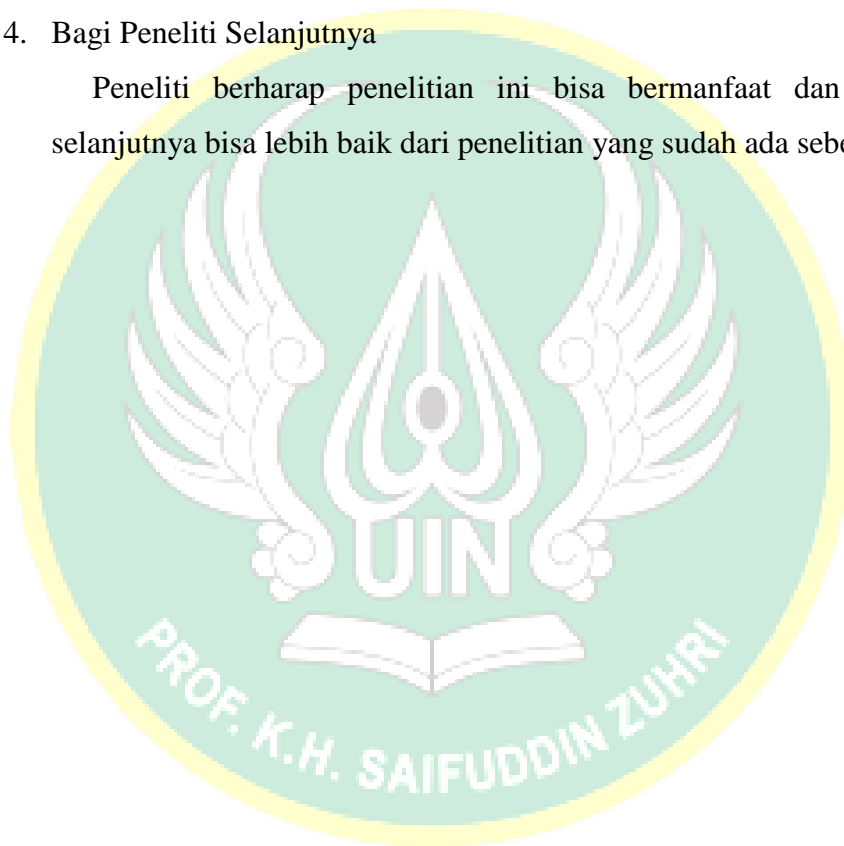 4. Bagi Peneliti Selanjutnya
Peneliti berharap penelitian ini bisa bermanfaat dan
selanjutnya bisa lebih baik dari penelitian yang sudah ada
UIN
PROF. K.H. SAIFUDDIN ZUHRI